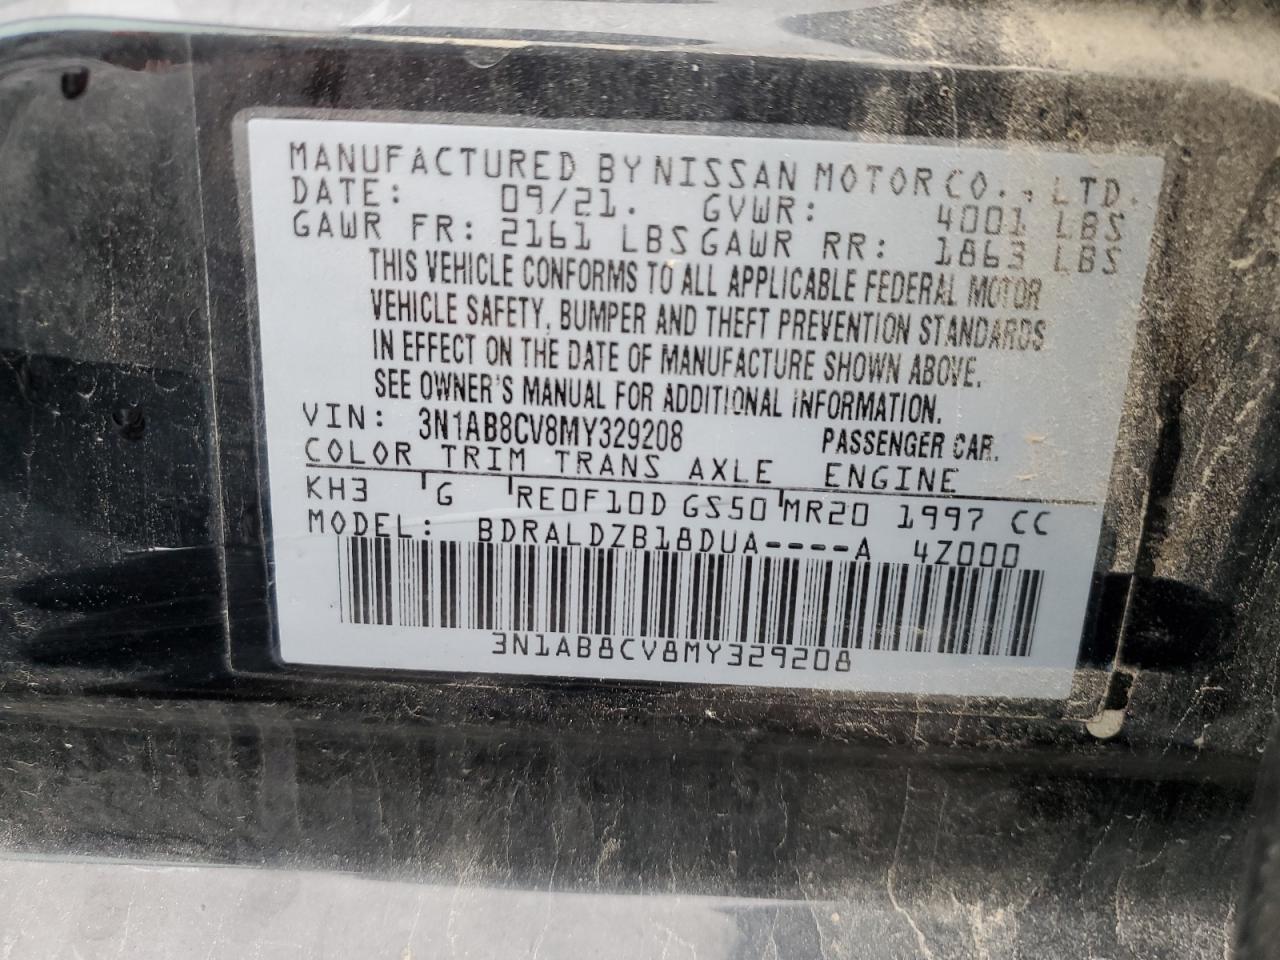 MANUFACTURED BY NISSAN MOTOR CO., LTD.
DATE: 09/21. GVWR: 4001 LBS
GAWR FR: 2161 LBS GAWR RR: 1863 LBS
THIS VEHICLE CONFORMS TO ALL APPLICABLE FEDERAL MOTOR
VEHICLE SAFETY, BUMPER AND THEFT PREVENTION STANDARDS
IN EFFECT ON THE DATE OF MANUFACTURE SHOWN ABOVE.
SEE OWNER'S MANUAL FOR ADDITIONAL INFORMATION.
VIN: 3N1AB8CV8MY329208 PASSENGER CAR.
COLOR TRIM TRANS AXLE ENGINE
KH3 G RE0F10D GS50 MR20 1997 CC
MODEL: BDRALDZB18DUA----A 4Z000
3N1AB8CV8MY329208